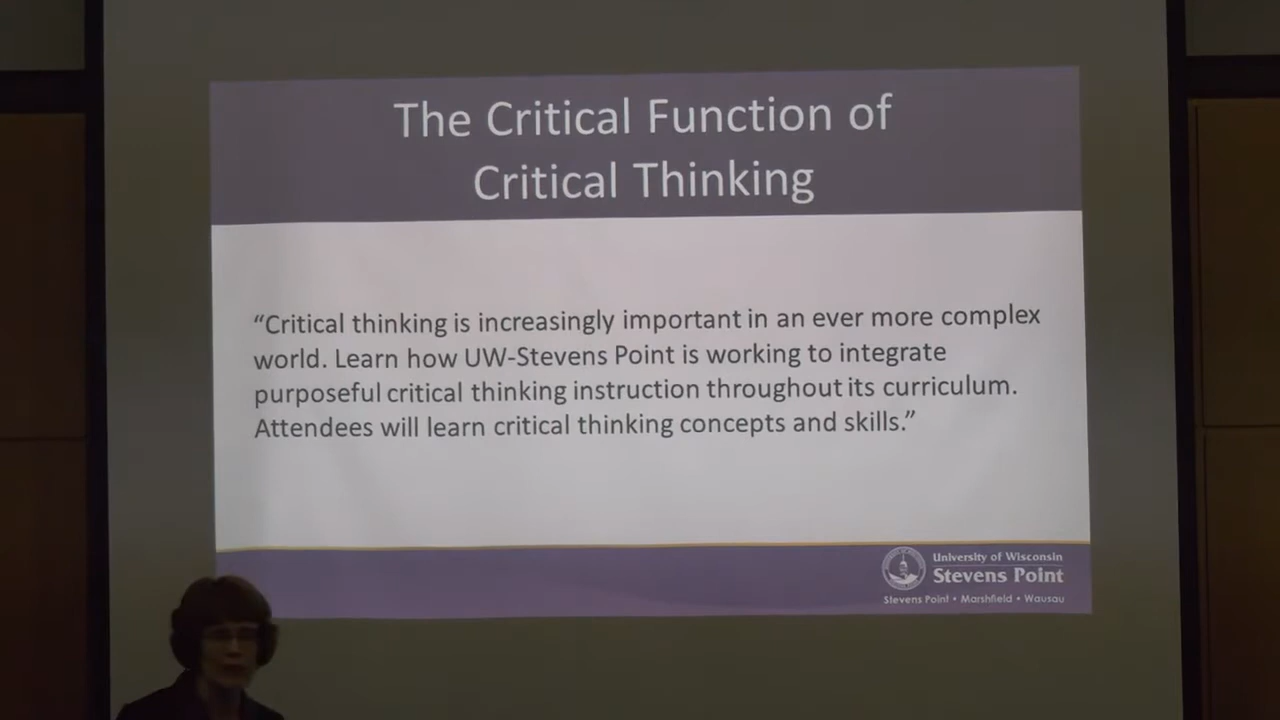 The Critical Function of
Critical Thinking
“Critical thinking is increasingly important in an ever more complex
world. Learn how UW-Stevens Point is working to integrate
purposeful critical thinking instruction throughout its curriculum.
Attendees will learn critical thinking concepts and skills.”
University of Wisconsin
Stevens Point
Stevens Point • Marshfield • Wausau